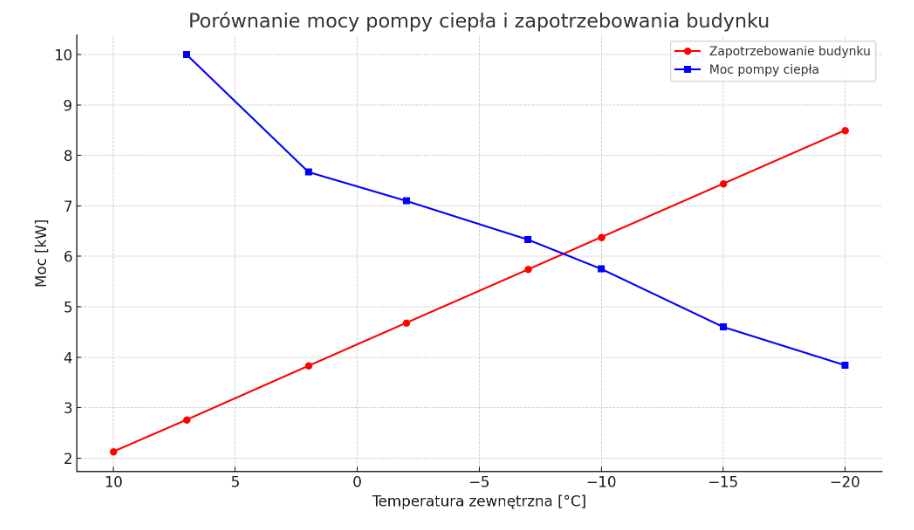 Porównanie mocy pompy ciepła i zapotrzebowania budynku
Zapotrzebowanie budynku
Moc pompy ciepła
Moc [kW]
10
9
8
7
6
5
4
3
2
10 5 0 −5 −10 −15 −20
Temperatura zewnętrzna [°C]